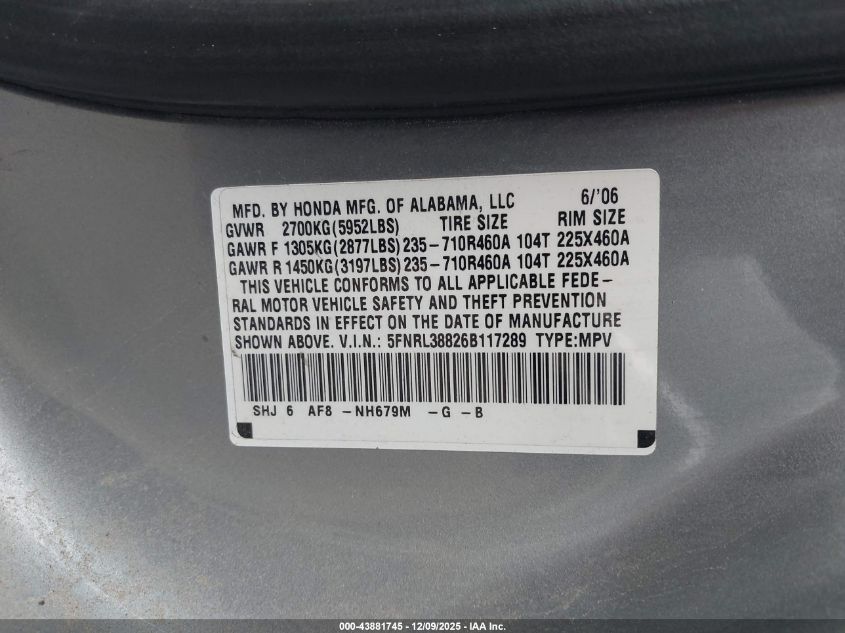 MFD. BY HONDA MFG. OF ALABAMA, LLC 6/'06
GVWR 2700KG(5952LBS) TIRE SIZE RIM SIZE
GAWR F 1305KG(2877LBS)235-710R460A 104T 225X460A
GAWR R 1450KG(3197LBS)235-710R460A 104T 225X460A
THIS VEHICLE CONFORMS TO ALL APPLICABLE FEDE-
RAL MOTOR VEHICLE SAFETY AND THEFT PREVENTION
STANDARDS IN EFFECT ON THE DATE OF MANUFACTURE
SHOWN ABOVE. V.I.N.: 5FNRL38826B117289 TYPE:MPV
SHJ 6 AF8 -NH679M -G -B
000-43881745 - 12/09/2025 - IAA Inc.